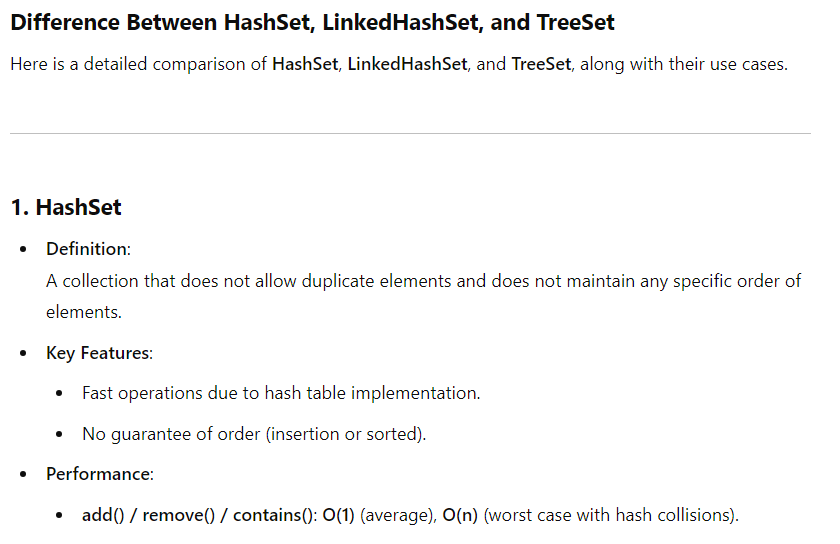 Difference Between HashSet, LinkedHashSet, and TreeSet
Here is a detailed comparison of HashSet, LinkedHashSet, and TreeSet, along with their use cases.
1. HashSet
• Definition:
A collection that does not allow duplicate elements and does not maintain any specific order of
elements.
• Key Features:
• Fast operations due to hash table implementation.
• No guarantee of order (insertion or sorted).
• Performance:
• add() / remove() / contains(): O(1) (average), O(n) (worst case with hash collisions).